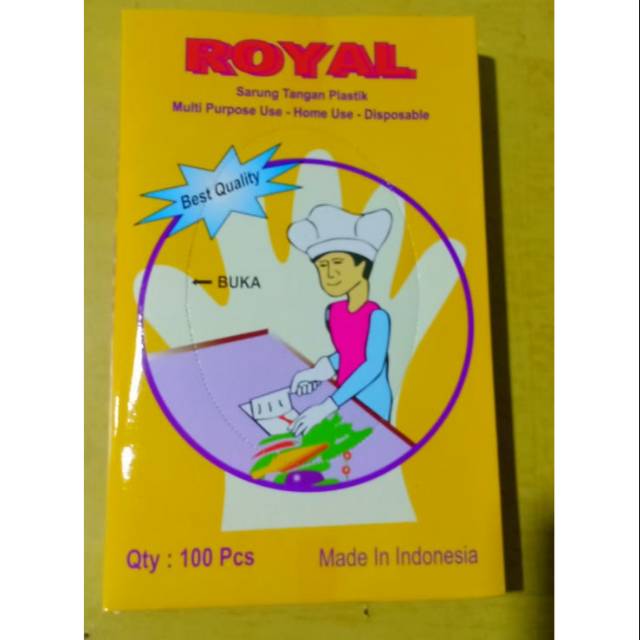 ROYAL
Sarung Tangan Plastik
Multi Purpose Use - Home Use - Disposable
Best Quality
BUKA
Qty : 100 Pcs
Made In Indonesia